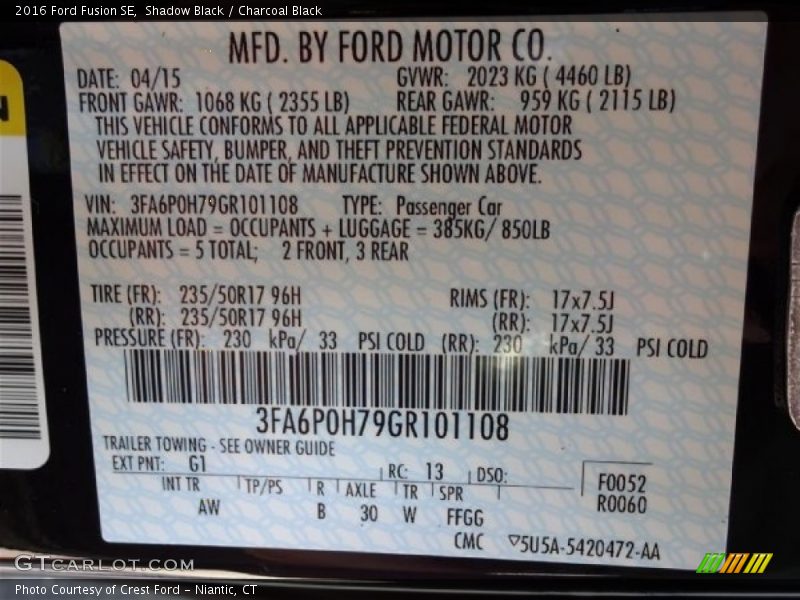 2016 Ford Fusion SE, Shadow Black / Charcoal Black
MFD. BY FORD MOTOR CO.
DATE: 04/15 GVWR: 2023 KG ( 4460 LB)
FRONT GAWR: 1068 KG ( 2355 LB) REAR GAWR: 959 KG ( 2115 LB)
THIS VEHICLE CONFORMS TO ALL APPLICABLE FEDERAL MOTOR
VEHICLE SAFETY, BUMPER, AND THEFT PREVENTION STANDARDS
IN EFFECT ON THE DATE OF MANUFACTURE SHOWN ABOVE.
VIN: 3FA6P0H79GR101108 TYPE: Passenger Car
MAXIMUM LOAD = OCCUPANTS + LUGGAGE = 385KG/ 850LB
OCCUPANTS = 5 TOTAL; 2 FRONT, 3 REAR
TIRE (FR): 235/50R17 96H RIMS (FR): 17x7.5J
(RR): 235/50R17 96H (RR): 17x7.5J
PRESSURE (FR): 230 kPa/ 33 PSI COLD (RR): 230 kPa/ 33 PSI COLD
3FA6P0H79GR101108
TRAILER TOWING - SEE OWNER GUIDE
EXT PNT: G1 RC: 13 DSO: F0052
INT TR TP/PS R AXLE TR SPR R0060
AW B 30 W FFGG
CMC ▽5U5A-5420472-AA
GTCARLOT.COM
Photo Courtesy of Crest Ford - Niantic, CT